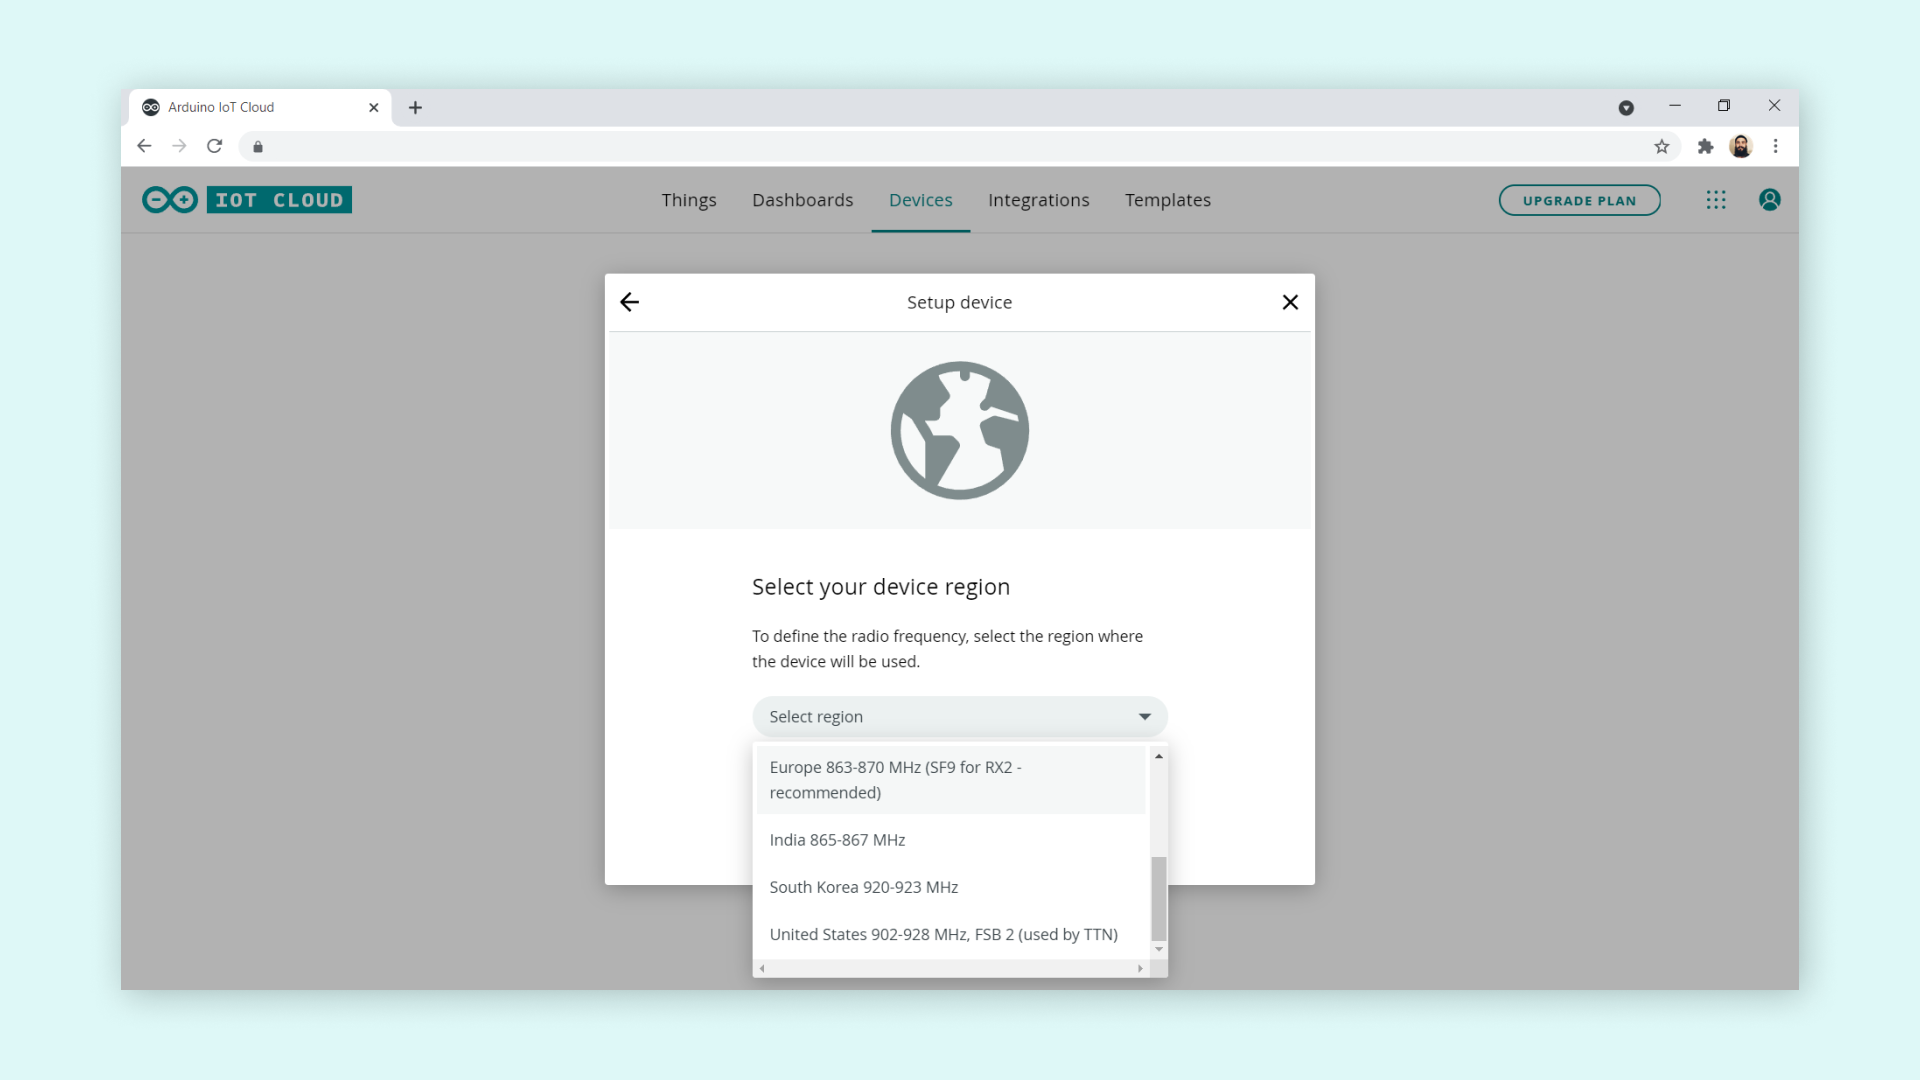 Arduino IoT Cloud
IOT CLOUD
Things
Dashboards
Devices
Integrations
Templates
UPGRADE PLAN
Setup device
Select your device region
To define the radio frequency, select the region where
the device will be used.
Select region
Europe 863-870 MHz (SF9 for RX2 -
recommended)
India 865-867 MHz
South Korea 920-923 MHz
United States 902-928 MHz, FSB 2 (used by TTN)